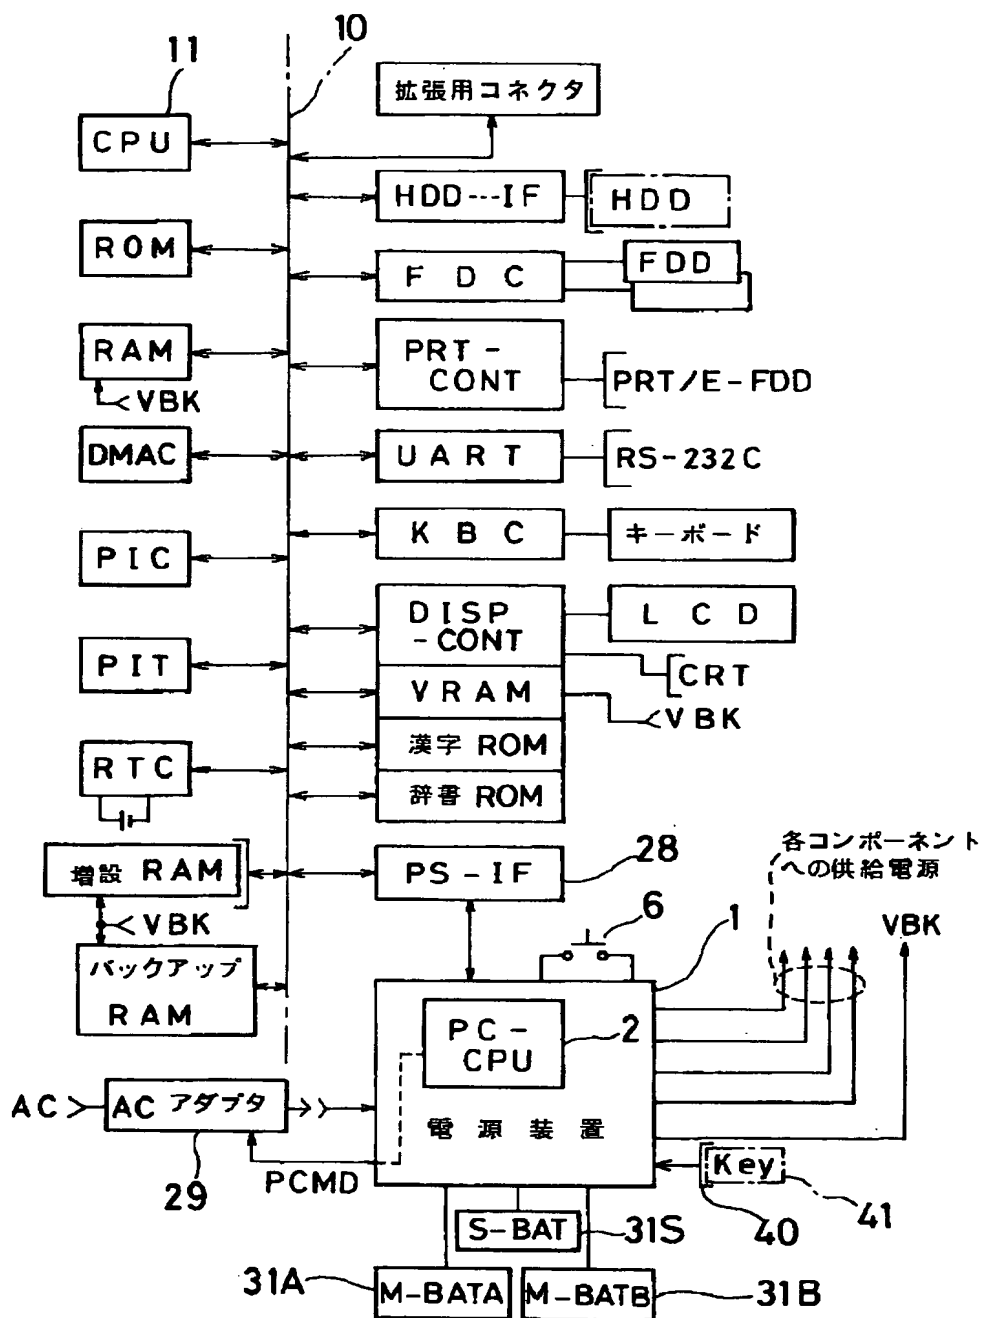 11
10
CPU
拡張用コネクタ
HDD---IF
HDD
ROM
FDC
FDD
RAM
VBK
PRT-
CONT
PRT/E-FDD
DMAC
UART
RS-232C
PIC
KBC
キーボード
DISP
-CONT
LCD
CRT
PIT
VRAM
VBK
漢字 ROM
RTC
辞書 ROM
増設 RAM
VBK
バックアップ
RAM
PS-IF
28
6
1
各コンポーネント
への供給電源
VBK
PC-
CPU
2
電源装置
AC
AC アダプタ
29
PCMD
Key
40
41
S-BAT
31S
31A
M-BATA
M-BATB
31B